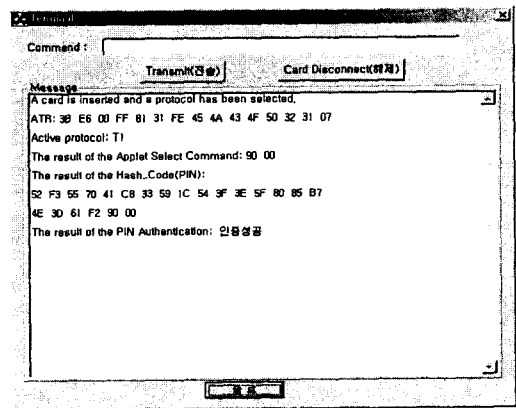 Terminal
Command :
Transmit(전송)
Card Disconnect(해제)
Message
A card is inserted and a protocol has been selected.
ATR: 3B E6 00 FF 81 31 FE 45 4A 43 4F 50 32 31 07
Active protocol: T1
The result of the Applet Select Command: 90 00
The result of the Hash_Code(PIN):
52 F3 55 70 41 C8 33 59 1C 54 3F 3E 5F 80 85 B7
4E 3D 61 F2 90 00
The result of the PIN Authentication: 인증성공